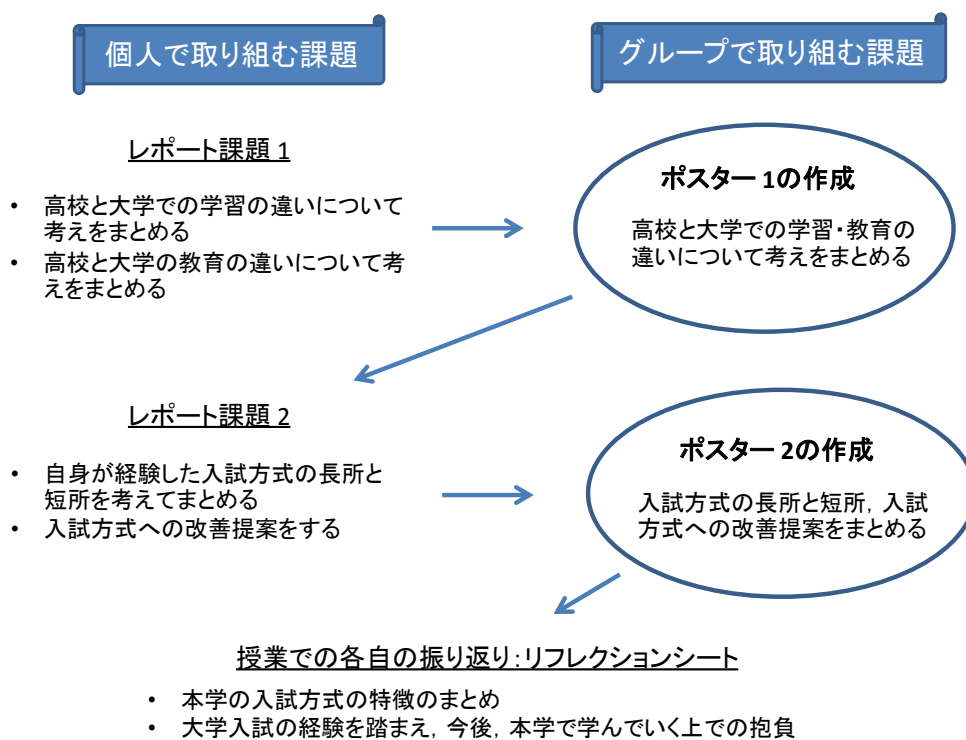 個人で取り組む課題
グループで取り組む課題
レポート課題 1
• 高校と大学での学習の違いについて
考えをまとめる
• 高校と大学の教育の違いについて考
えをまとめる
ポスター 1の作成
高校と大学での学習・教育の
違いについて考えをまとめる
レポート課題 2
• 自身が経験した入試方式の長所と
短所を考えてまとめる
• 入試方式への改善提案をする
ポスター 2の作成
入試方式の長所と短所, 入試
方式への改善提案をまとめる
授業での各自の振り返り:リフレクションシート
• 本学の入試方式の特徴のまとめ
• 大学入試の経験を踏まえ, 今後, 本学で学んでいく上での抱負